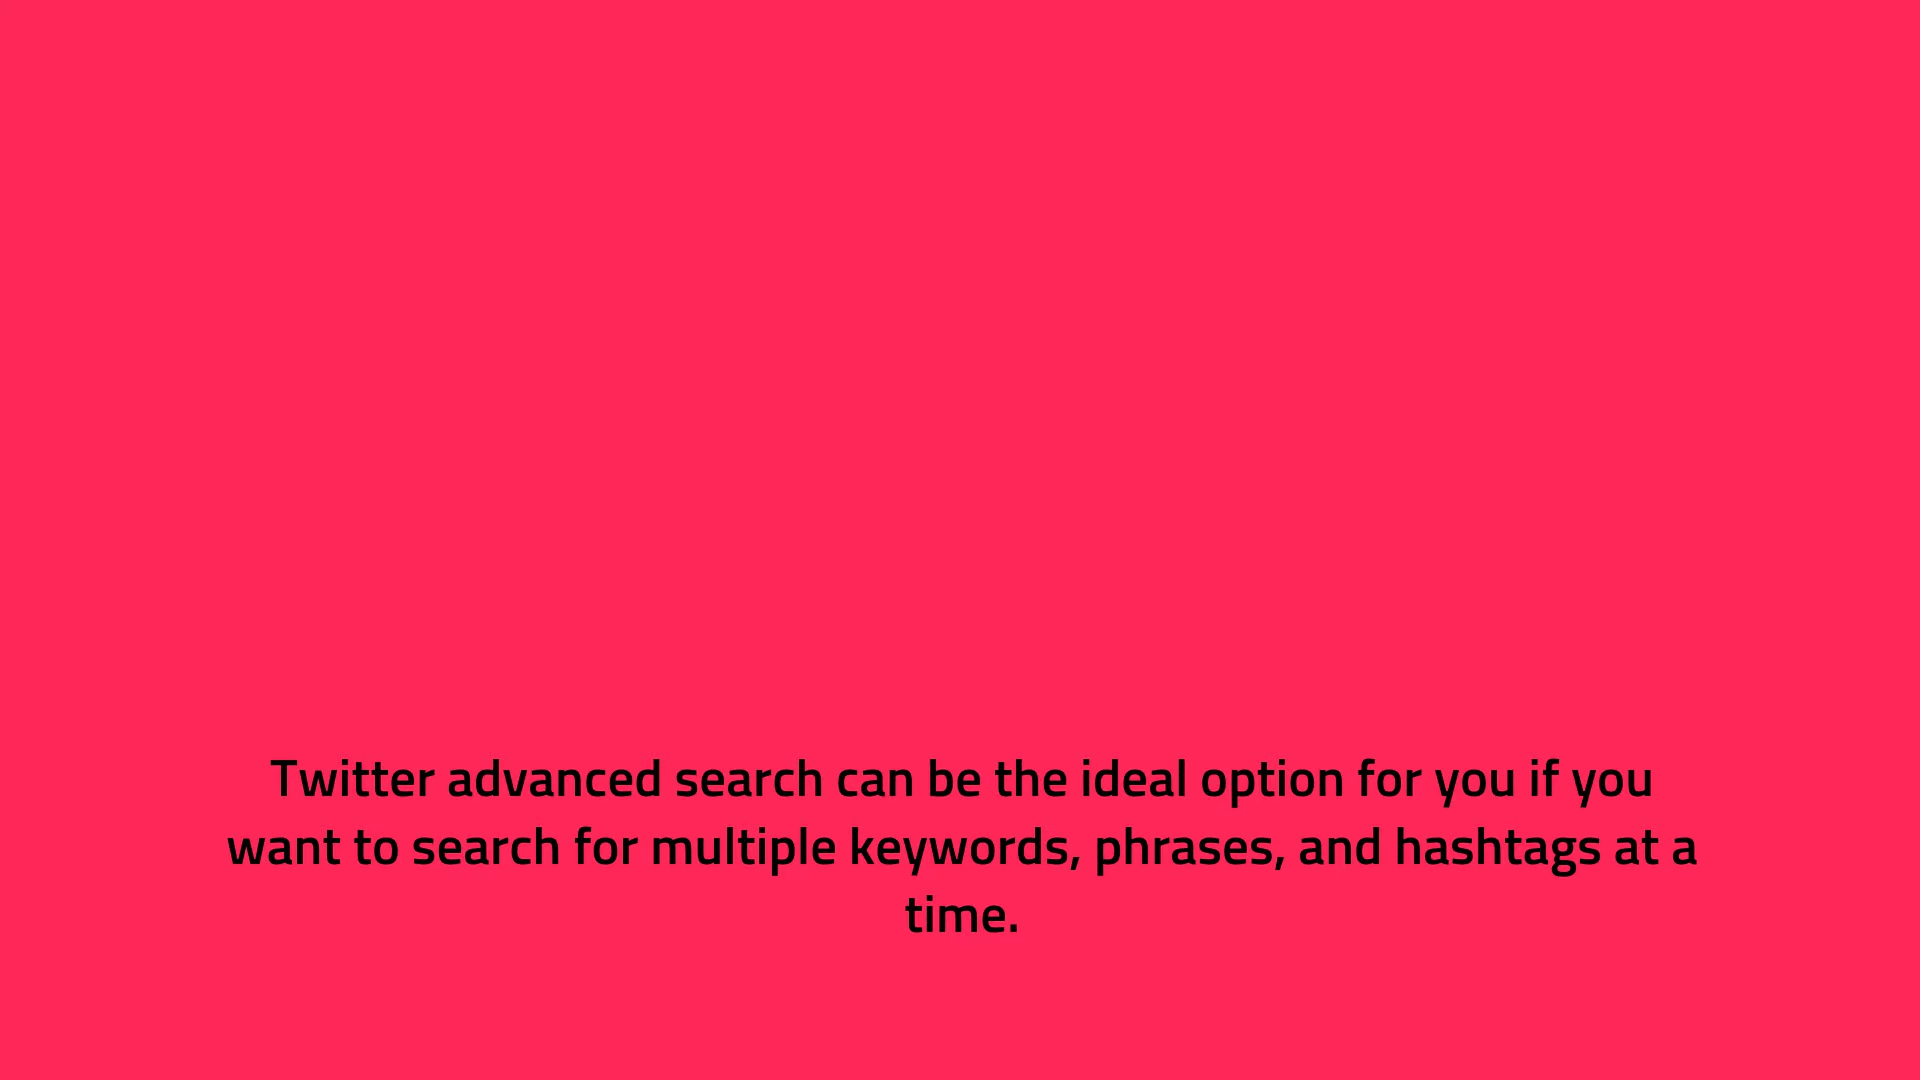 Twitter advanced search can be the ideal option for you if you
want to search for multiple keywords, phrases, and hashtags at a
time.